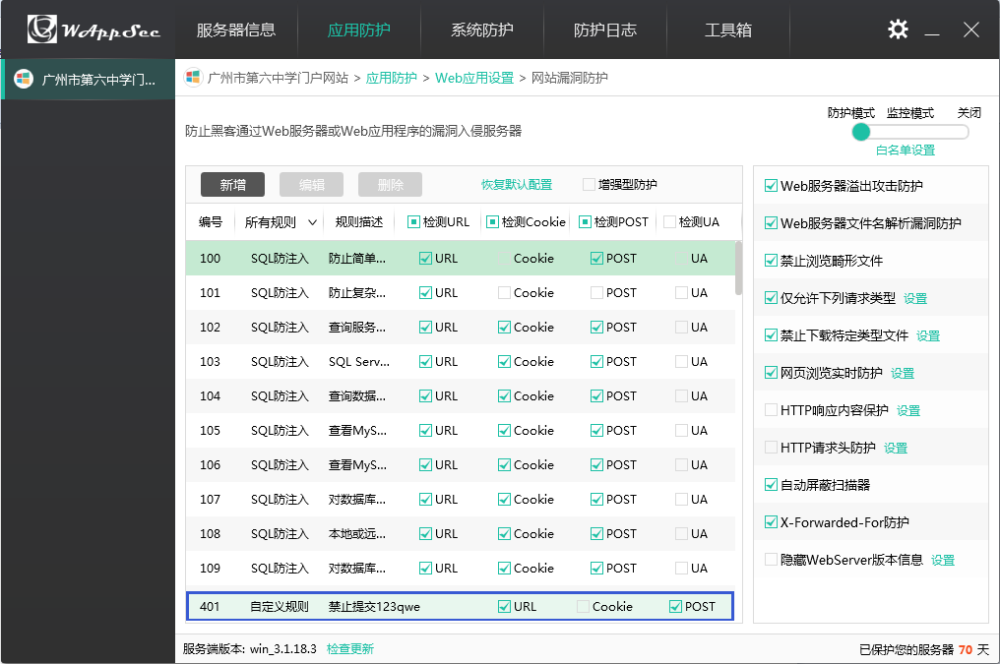 WAppSec 服务器信息 应用防护 系统防护 防护日志 工具箱
广州市第六中学门...
广州市第六中学门户网站 > 应用防护 > Web应用设置 > 网站漏洞防护
防护模式 监控模式 关闭
防止黑客通过Web服务器或Web应用程序的漏洞入侵服务器
白名单设置
新增 编辑 删除 恢复默认配置 增强型防护
编号 所有规则 规则描述 检测URL 检测Cookie 检测POST 检测UA
100 SQL防注入 防止简单... URL Cookie POST UA
101 SQL防注入 防止复杂... URL Cookie POST UA
102 SQL防注入 查询服务... URL Cookie POST UA
103 SQL防注入 SQL Serv... URL Cookie POST UA
104 SQL防注入 查询数据... URL Cookie POST UA
105 SQL防注入 查看MyS... URL Cookie POST UA
106 SQL防注入 查看MyS... URL Cookie POST UA
107 SQL防注入 对数据库... URL Cookie POST UA
108 SQL防注入 本地或远... URL Cookie POST UA
109 SQL防注入 对数据库... URL Cookie POST UA
401 自定义规则 禁止提交123qwe URL Cookie POST
Web服务器溢出攻击防护
Web服务器文件名解析漏洞防护
禁止浏览畸形文件
仅允许下列请求类型 设置
禁止下载特定类型文件 设置
网页浏览实时防护 设置
HTTP响应内容保护 设置
HTTP请求头防护 设置
自动屏蔽扫描器
X-Forwarded-For防护
隐藏WebServer版本信息 设置
服务端版本: win_3.1.18.3 检查更新
已保护您的服务器 70 天